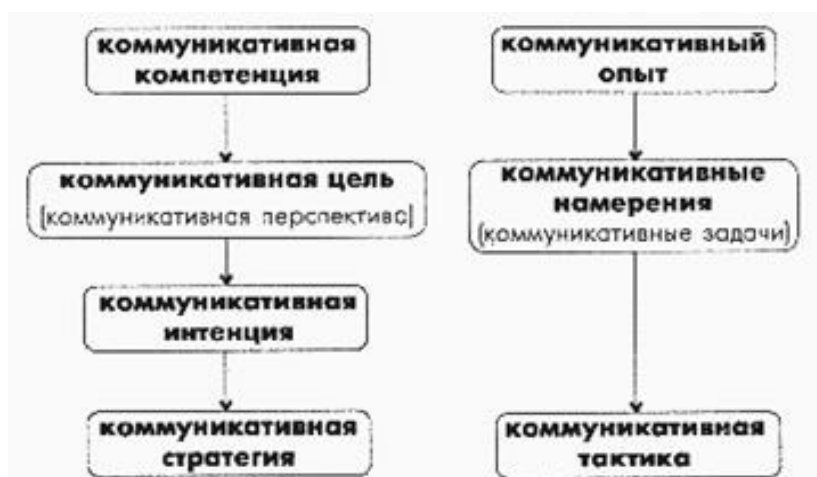 коммуникативная
компетенция
коммуникативная цель
(коммуникативная перспектива)
коммуникативная
интенция
коммуникативная
стратегия
коммуникативный
опыт
коммуникативные
намерения
(коммуникативные задачи)
коммуникативная
тактика